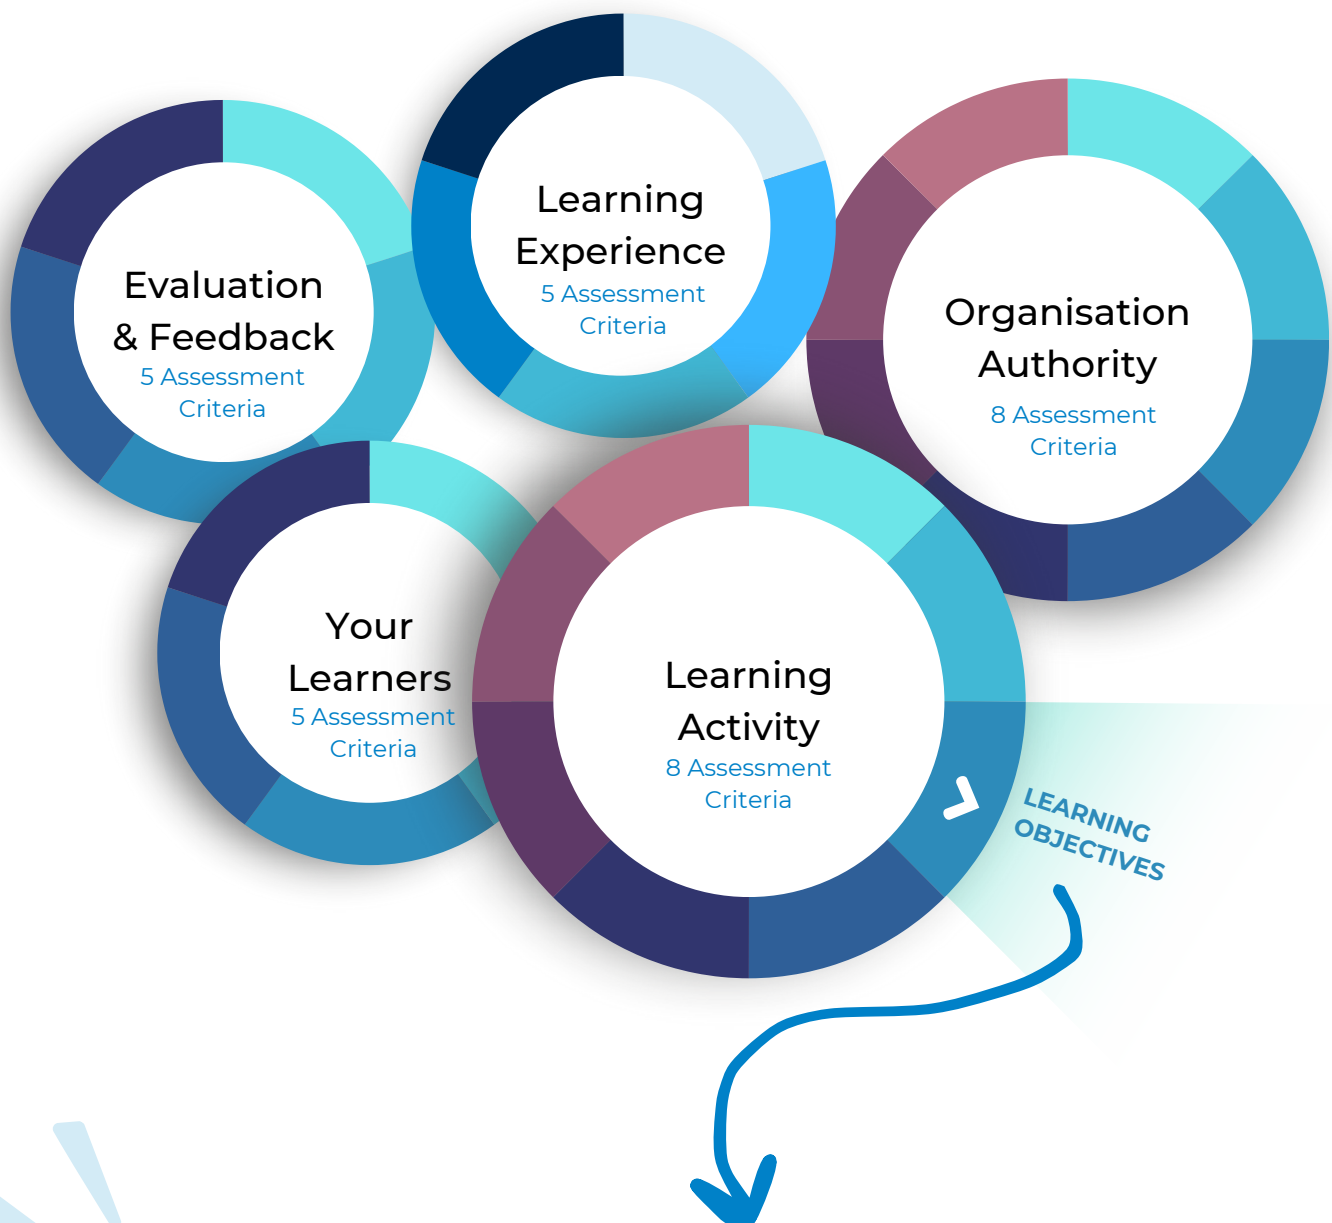 Learning
Experience
5 Assessment
Criteria
Evaluation
& Feedback
5 Assessment
Criteria
Organisation
Authority
8 Assessment
Criteria
Your
Learners
5 Assessment
Criteria
Learning
Activity
8 Assessment
Criteria
LEARNING
OBJECTIVES